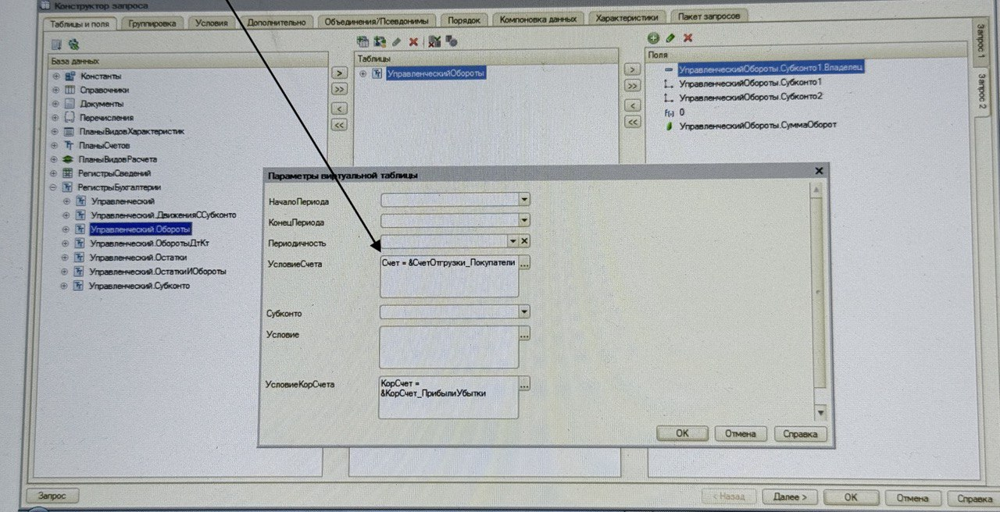 Конструктор запроса
Таблицы и поля
Группировка
Условия
Дополнительно
Объединения/Псевдонимы
Порядок
Компоновка данных
Характеристики
Пакет запросов
Запрос 1
Запрос 2
База данных
Константы
Справочники
Документы
Перечисления
ПланыВидовХарактеристик
ПланыСчетов
ПланыВидовРасчета
РегистрыСведений
РегистрыБухгалтерии
Управленческий
Управленческий.ДвиженияССубконто
Управленческий.Обороты
Управленческий.ОборотыДтКт
Управленческий.Остатки
Управленческий.ОстаткиИОбороты
Управленческий.Субконто
>
>>
<
<<
Таблицы
УправленческийОбороты
>
>>
<
<<
Поля
УправленческийОбороты.Субконто1.Владелец
УправленческийОбороты.Субконто1
УправленческийОбороты.Субконто2
0
УправленческийОбороты.СуммаОборот
Параметры виртуальной таблицы
НачалоПериода
КонецПериода
Периодичность
УсловиеСчета
Счет = &СчетОтгрузки_Покупатели
...
Субконто
Условие
...
УсловиеКорСчета
КорСчет =
&КорСчет_ПрибылиУбытки
...
ОК
Отмена
Справка
Запрос
< Назад
Далее >
ОК
Отмена
Справка